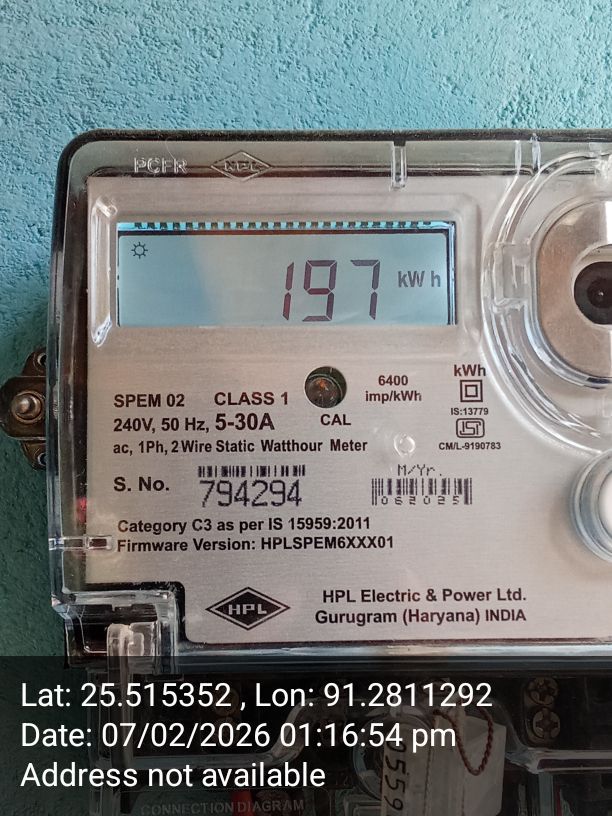 PCFR HPL
197 kWh
SPEM 02 CLASS 1
6400 imp/kWh
kWh
IS:13779
240V, 50 Hz, 5-30A
CAL
CM/L-9190783
ac, 1Ph, 2 Wire Static Watthour Meter
M/Yr.
S. No. 794294
062025
Category C3 as per IS 15959:2011
Firmware Version: HPLSPEM6XXX01
HPL
HPL Electric & Power Ltd.
Gurugram (Haryana) INDIA
Lat: 25.515352 , Lon: 91.2811292
Date: 07/02/2026 01:16:54 pm
Address not available
CONNECTION DIAGRAM